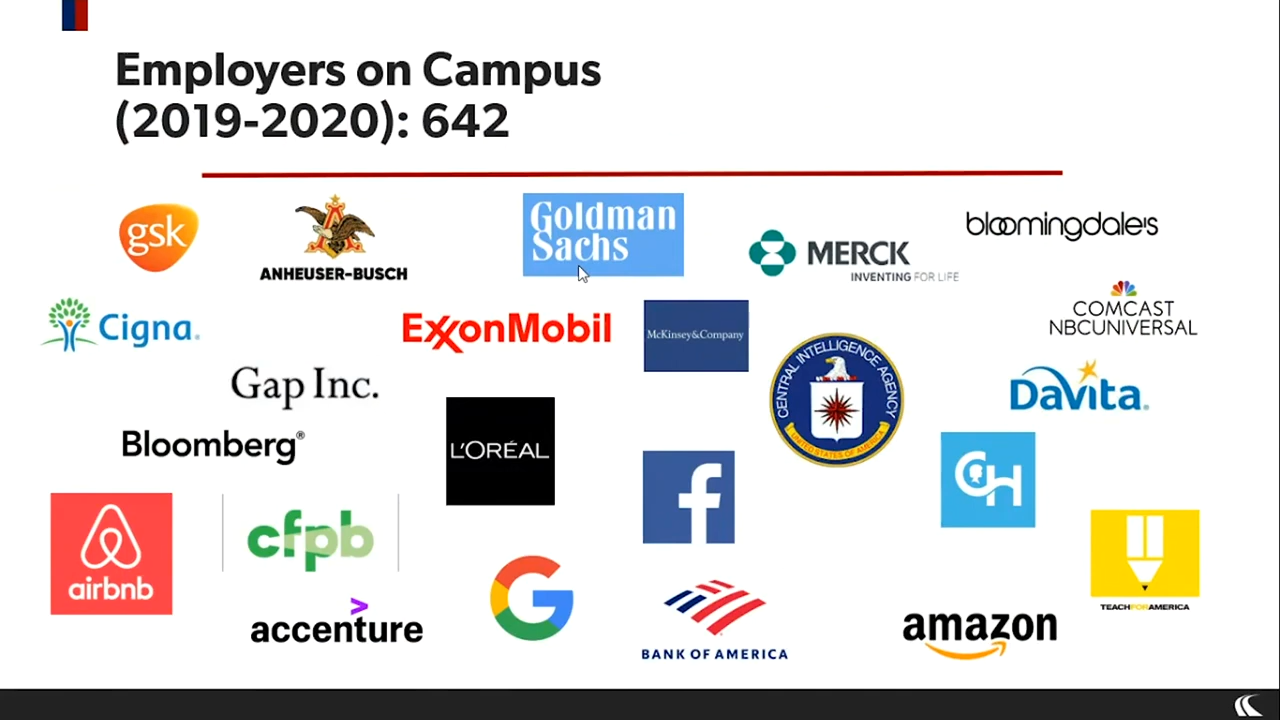 Employers on Campus
(2019-2020): 642
gsk
ANHEUSER-BUSCH
Goldman
Sachs
MERCK
INVENTING FOR LIFE
bloomingdale's
Cigna®
ExxonMobil
McKinsey&Company
COMCAST
NBCUNIVERSAL
Gap Inc.
CENTRAL INTELLIGENCE AGENCY
UNITED STATES OF AMERICA
DaVita®
Bloomberg®
L'ORÉAL
f
CH
airbnb
cfpb
G
TEACHFORAMERICA
>
accenture
BANK OF AMERICA
amazon